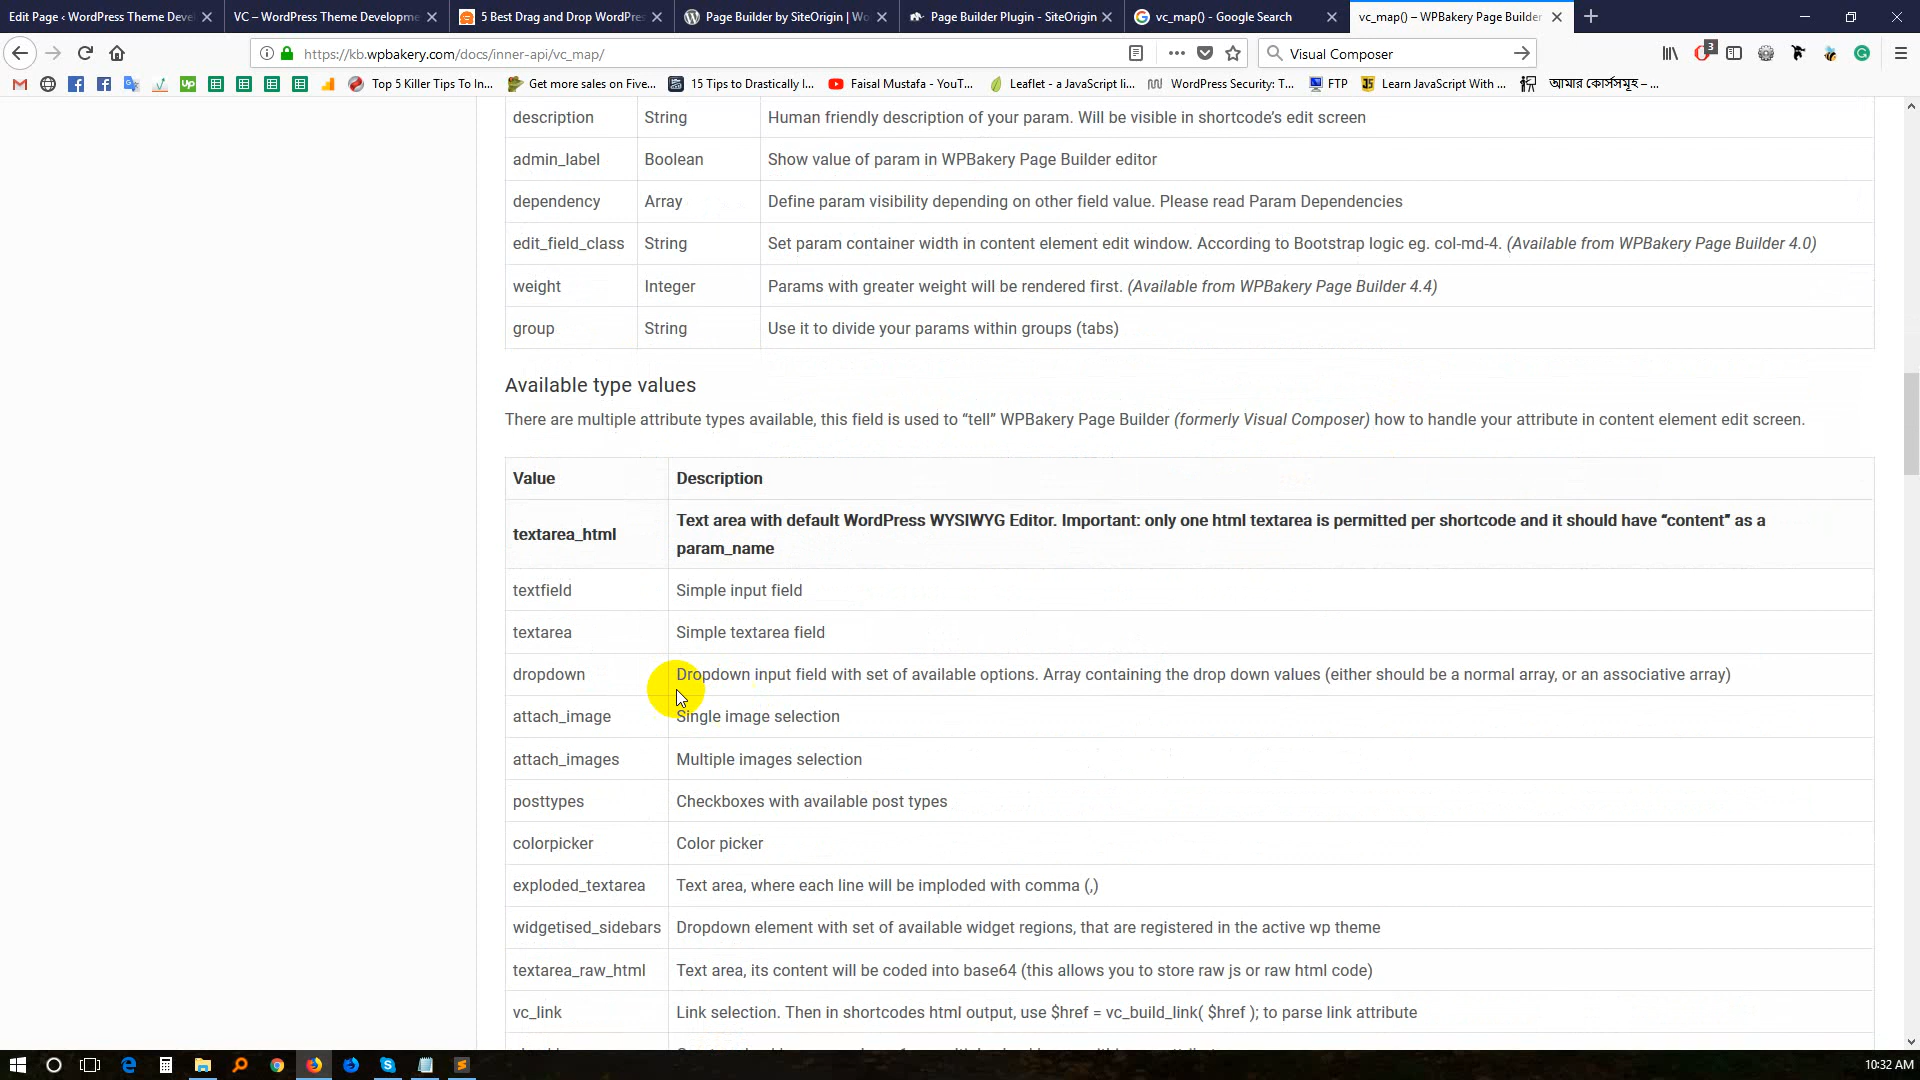 Edit Page ‹ WordPress Theme Deve
VC – WordPress Theme Developme
5 Best Drag and Drop WordPres
Page Builder by SiteOrigin | Wo
Page Builder Plugin - SiteOrigin
vc_map() - Google Search
vc_map() – WPBakery Page Builder
https://kb.wpbakery.com/docs/inner-api/vc_map/
Visual Composer
3
Top 5 Killer Tips To In...
Get more sales on Five...
15 Tips to Drastically I...
Faisal Mustafa - YouT...
Leaflet - a JavaScript li...
WordPress Security: T...
FTP
Learn JavaScript With ...
আমার কোর্সসমূহ – ...
description String Human friendly description of your param. Will be visible in shortcode's edit screen
admin_label Boolean Show value of param in WPBakery Page Builder editor
dependency Array Define param visibility depending on other field value. Please read Param Dependencies
edit_field_class String Set param container width in content element edit window. According to Bootstrap logic eg. col-md-4. (Available from WPBakery Page Builder 4.0)
weight Integer Params with greater weight will be rendered first. (Available from WPBakery Page Builder 4.4)
group String Use it to divide your params within groups (tabs)
Available type values
There are multiple attribute types available, this field is used to “tell” WPBakery Page Builder (formerly Visual Composer) how to handle your attribute in content element edit screen.
Value Description
textarea_html Text area with default WordPress WYSIWYG Editor. Important: only one html textarea is permitted per shortcode and it should have “content” as a
param_name
textfield Simple input field
textarea Simple textarea field
dropdown Dropdown input field with set of available options. Array containing the drop down values (either should be a normal array, or an associative array)
attach_image Single image selection
attach_images Multiple images selection
posttypes Checkboxes with available post types
colorpicker Color picker
exploded_textarea Text area, where each line will be imploded with comma (,)
widgetised_sidebars Dropdown element with set of available widget regions, that are registered in the active wp theme
textarea_raw_html Text area, its content will be coded into base64 (this allows you to store raw js or raw html code)
vc_link Link selection. Then in shortcodes html output, use $href = vc_build_link( $href ); to parse link attribute
10:32 AM